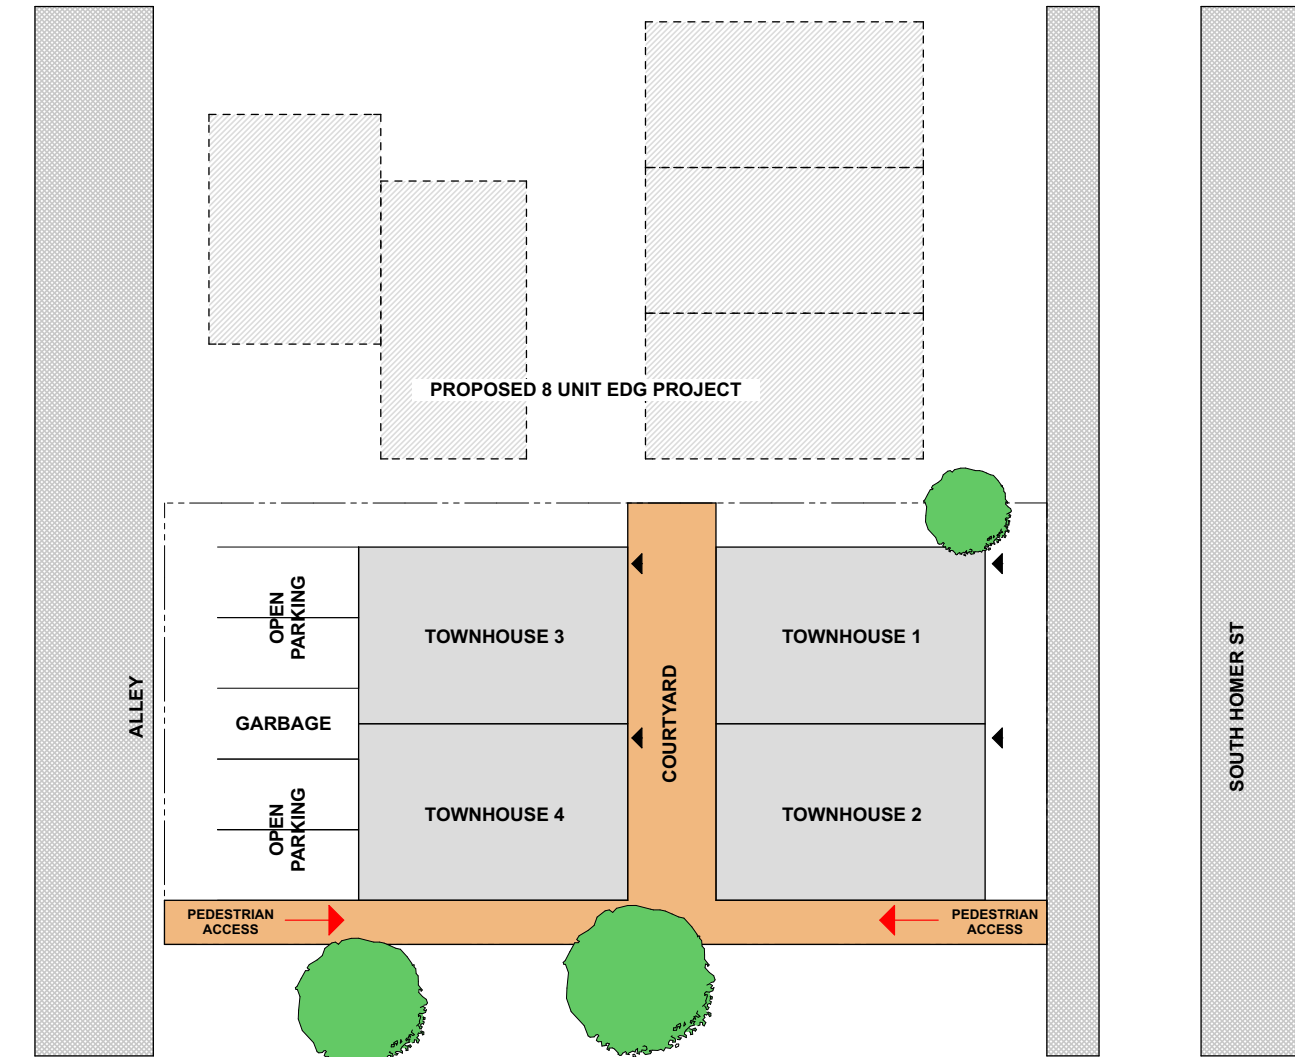 PROPOSED 8 UNIT EDG PROJECT
OPEN
PARKING
TOWNHOUSE 3
TOWNHOUSE 1
ALLEY
GARBAGE
COURTYARD
SOUTH HOMER ST
OPEN
PARKING
TOWNHOUSE 4
TOWNHOUSE 2
PEDESTRIAN
ACCESS
PEDESTRIAN
ACCESS